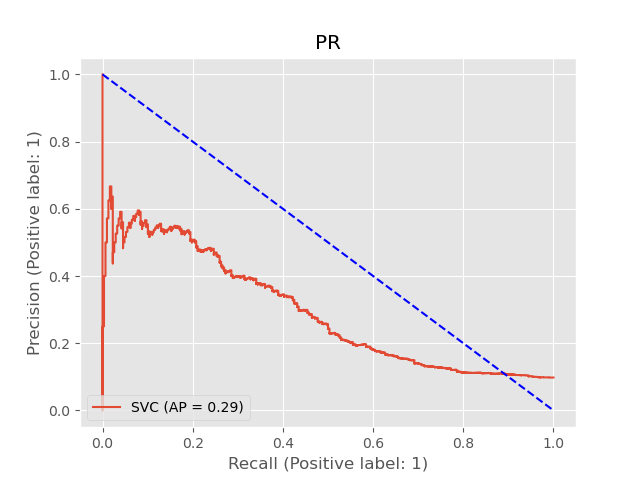 PR
Precision (Positive label: 1)
1.0
0.8
0.6
0.4
0.2
0.0
SVC (AP = 0.29)
0.0 0.2 0.4 0.6 0.8 1.0
Recall (Positive label: 1)